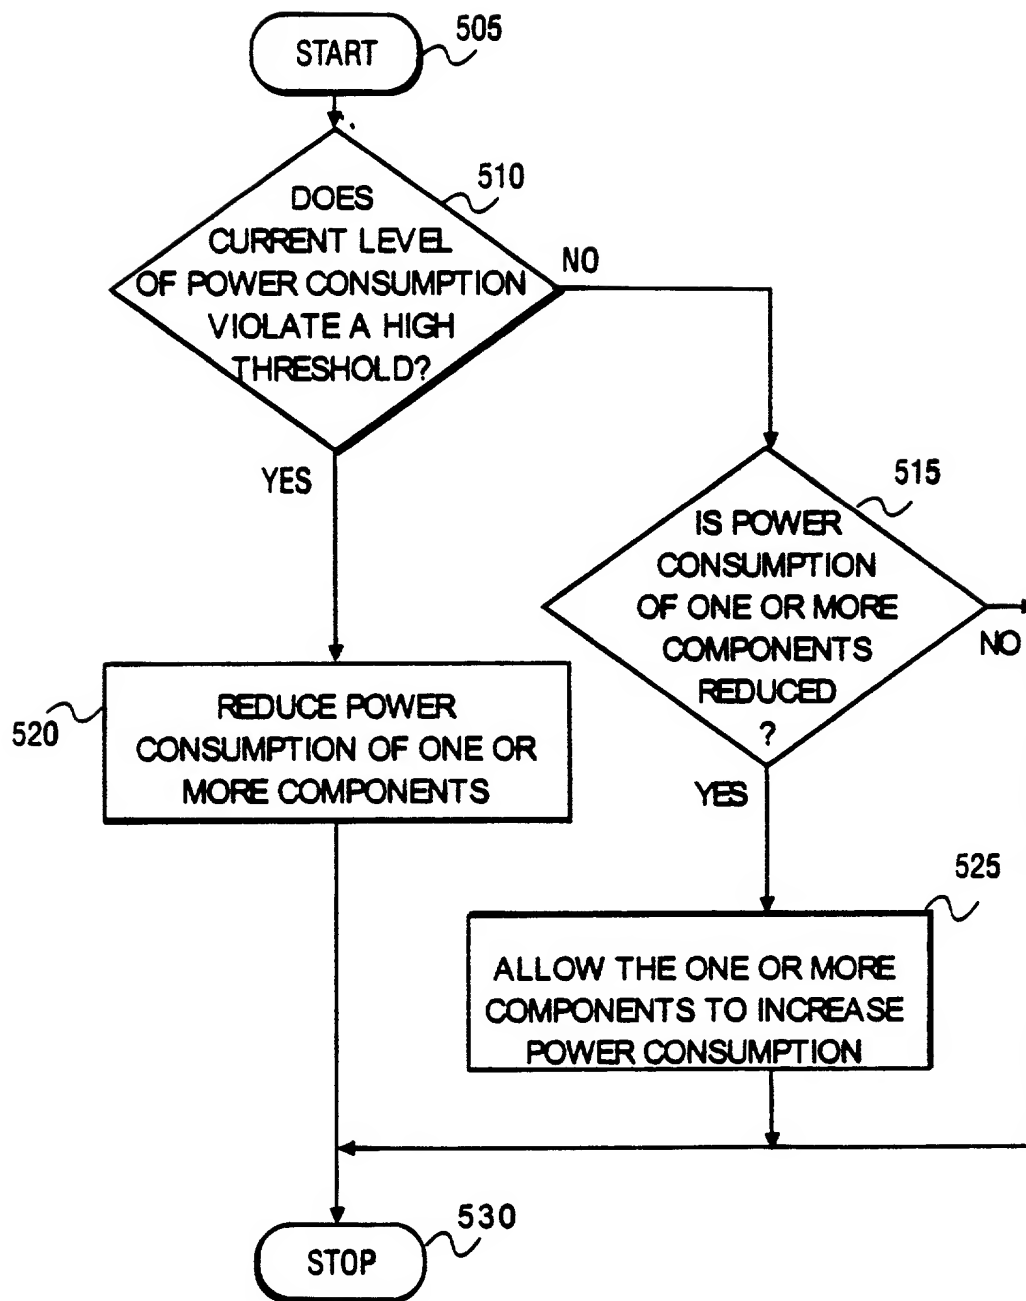 START
505
DOES
CURRENT LEVEL
OF POWER CONSUMPTION
VIOLATE A HIGH
THRESHOLD?
510
NO
YES
515
IS POWER
CONSUMPTION
OF ONE OR MORE
COMPONENTS
REDUCED
?
NO
YES
520
REDUCE POWER
CONSUMPTION OF ONE OR
MORE COMPONENTS
525
ALLOW THE ONE OR MORE
COMPONENTS TO INCREASE
POWER CONSUMPTION
530
STOP